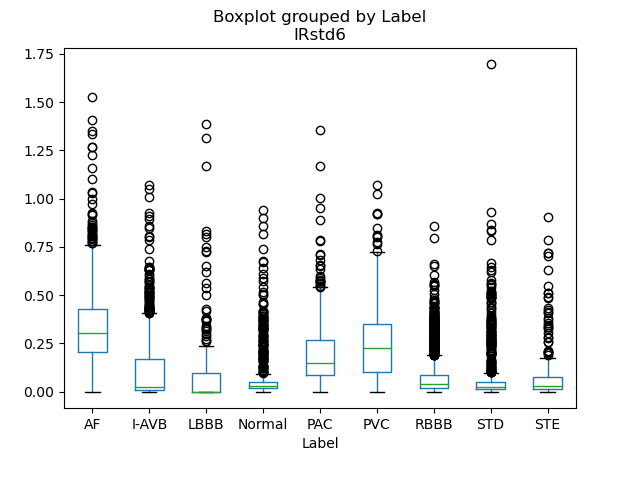 Boxplot grouped by Label
IRstd6
1.75
1.50
1.25
1.00
0.75
0.50
0.25
0.00
AF I-AVB LBBB Normal PAC PVC RBBB STD STE
Label